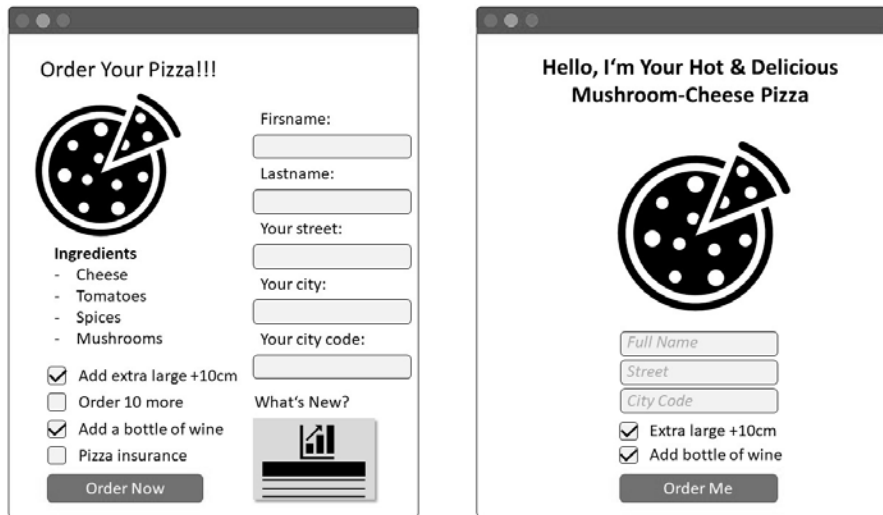 Order Your Pizza!!!
Firsname:
Lastname:
Your street:
Your city:
Your city code:
Ingredients
- Cheese
- Tomatoes
- Spices
- Mushrooms
Add extra large +10cm
Order 10 more
Add a bottle of wine
Pizza insurance
Order Now
What‘s New?
Hello, I‘m Your Hot & Delicious
Mushroom-Cheese Pizza
Full Name
Street
City Code
Extra large +10cm
Add bottle of wine
Order Me